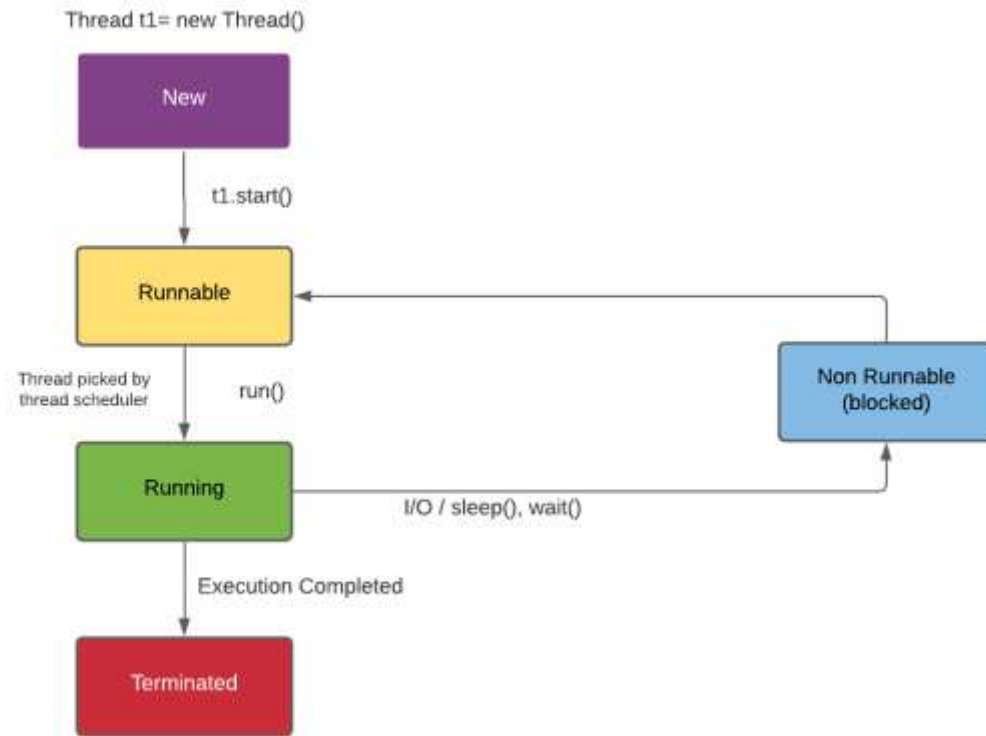 Thread t1= new Thread()
New
t1.start()
Runnable
Thread picked by
thread scheduler
run()
Non Runnable
(blocked)
Running
I/O / sleep(), wait()
Execution Completed
Terminated